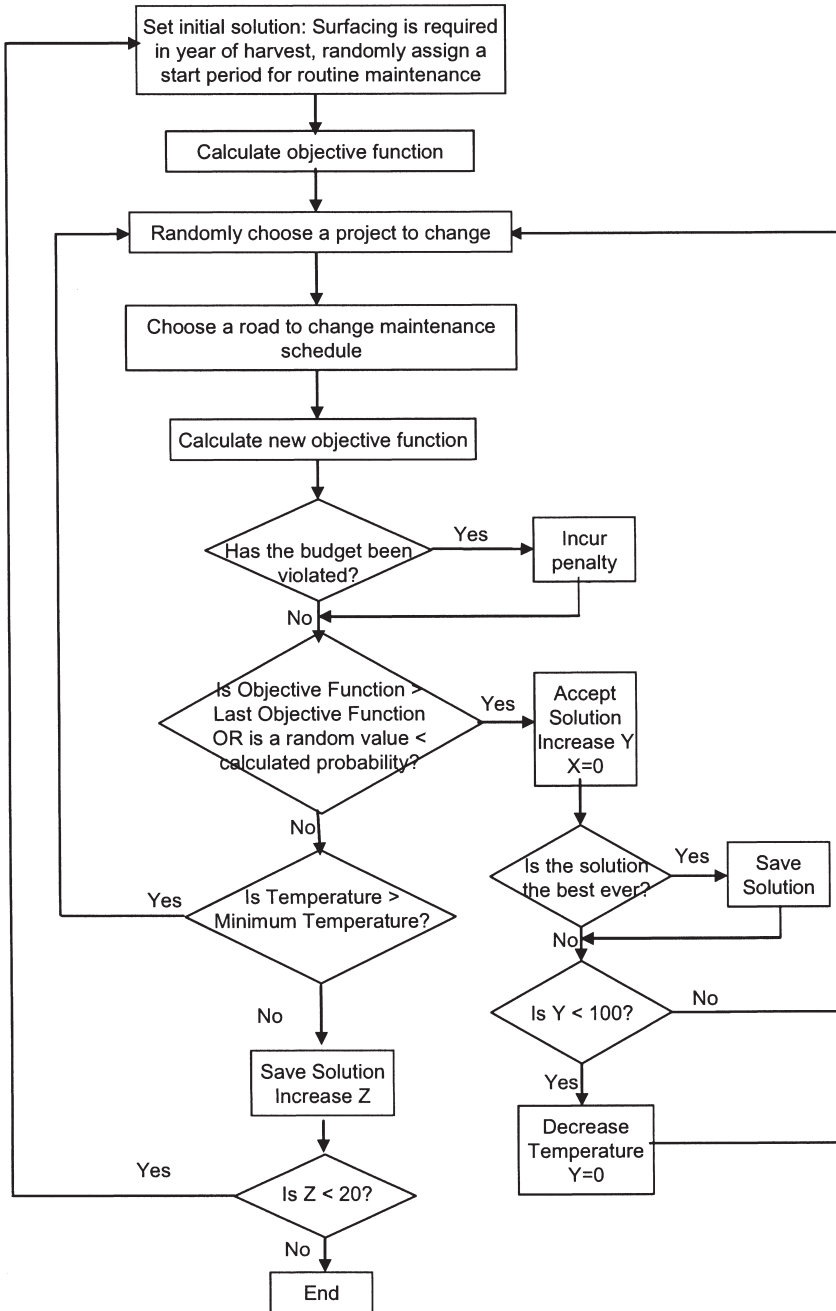 Set initial solution: Surfacing is required
in year of harvest, randomly assign a
start period for routine maintenance
Calculate objective function
Randomly choose a project to change
Choose a road to change maintenance
schedule
Calculate new objective function
Has the budget been
violated?
Yes
Incur
penalty
No
Is Objective Function >
Last Objective Function
OR is a random value <
calculated probability?
Yes
Accept
Solution
Increase Y
X=0
No
Is the solution
the best ever?
Yes
Save
Solution
No
Is Temperature >
Minimum Temperature?
Yes
No
Is Y < 100?
No
Yes
Save Solution
Increase Z
Decrease
Temperature
Y=0
Is Z < 20?
Yes
No
End